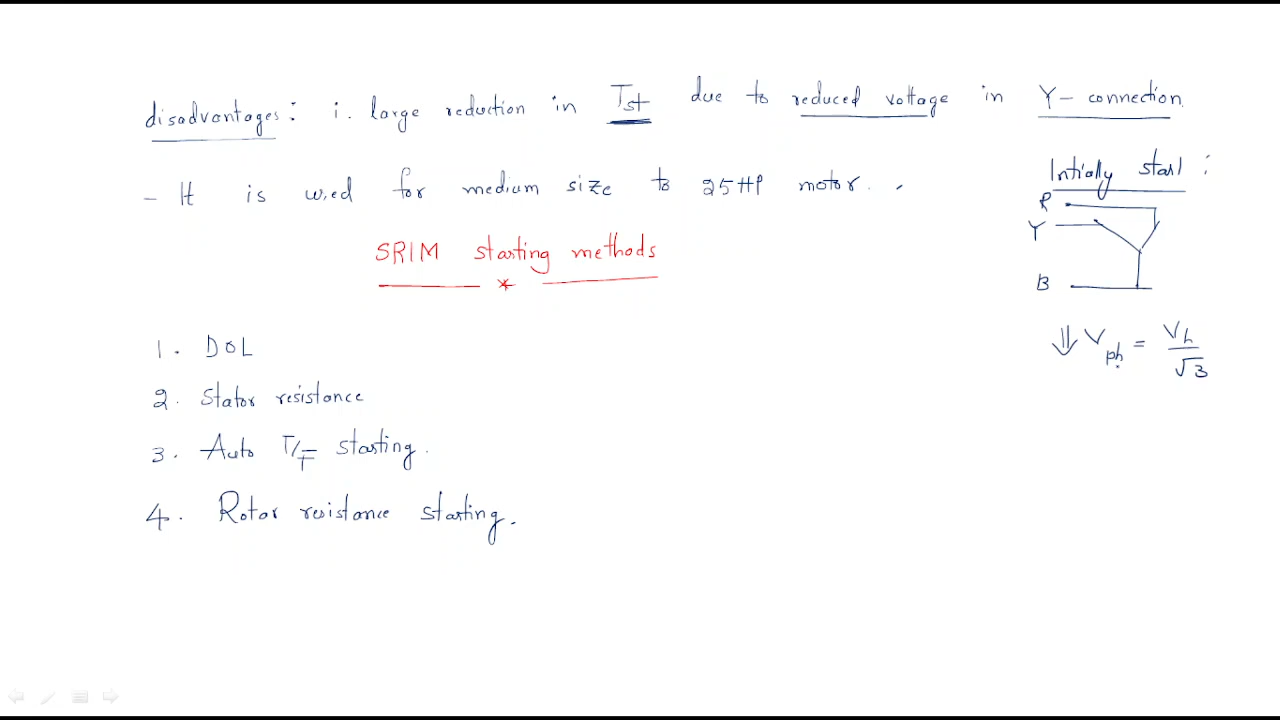 disadvantages: i. large reduction in Tst due to reduced voltage in Y- connection.
- It is used for medium size to 25HP motor.
Intially start :
R
Y
B
⇓ Vph = VL/√3
SRIM starting methods
*
1. DOL
2. Stator resistance
3. Auto T/F starting.
4. Rotor resistance starting.